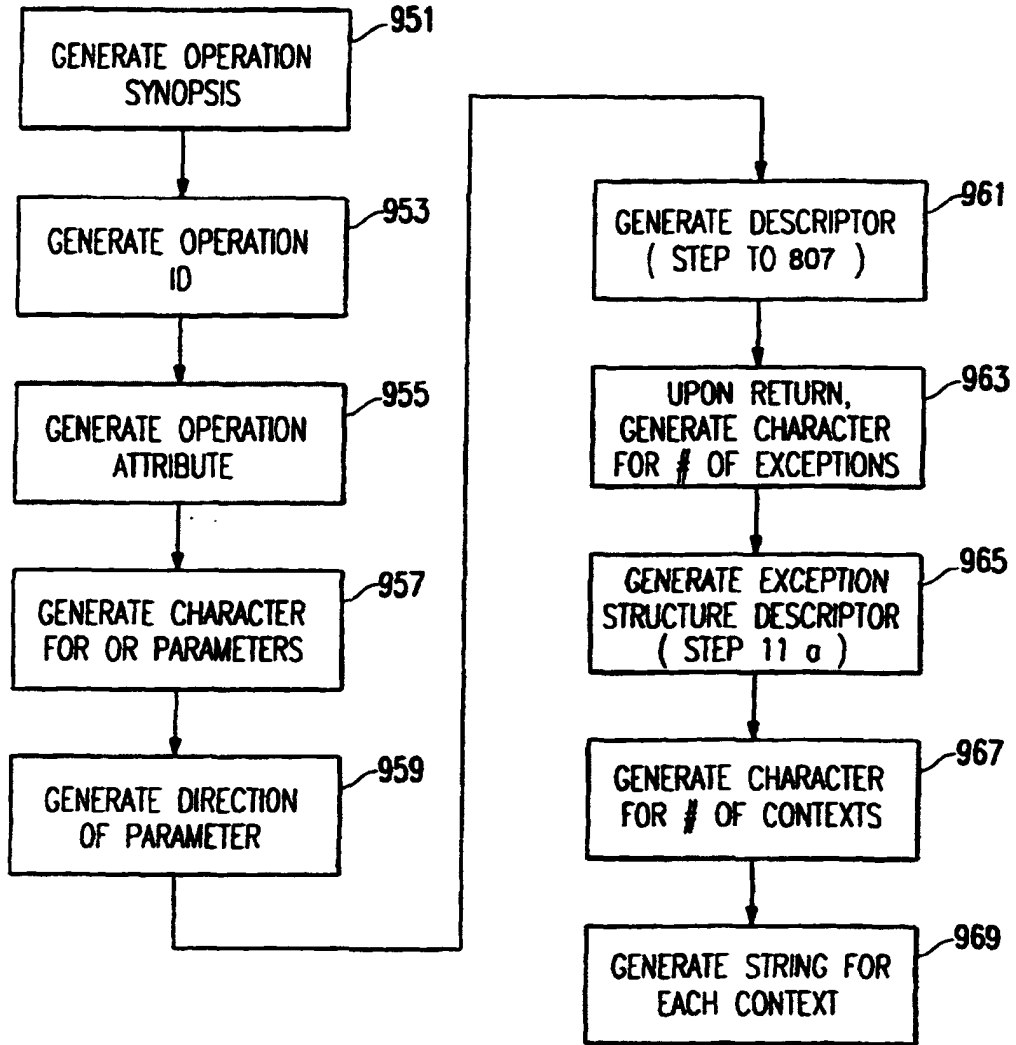 951
GENERATE OPERATION
SYNOPSIS
953
GENERATE OPERATION
ID
955
GENERATE OPERATION
ATTRIBUTE
957
GENERATE CHARACTER
FOR OR PARAMETERS
959
GENERATE DIRECTION
OF PARAMETER
961
GENERATE DESCRIPTOR
( STEP TO 807 )
963
UPON RETURN,
GENERATE CHARACTER
FOR # OF EXCEPTIONS
965
GENERATE EXCEPTION
STRUCTURE DESCRIPTOR
( STEP 11 a )
967
GENERATE CHARACTER
FOR # OF CONTEXTS
969
GENERATE STRING FOR
EACH CONTEXT